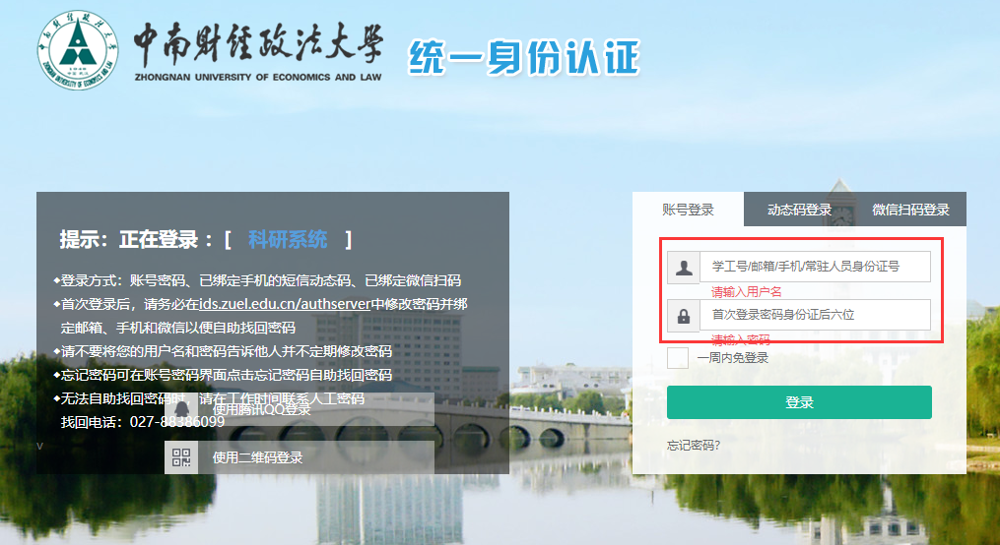 中南财经政法大学
ZHONGNAN UNIVERSITY OF ECONOMICS AND LAW
统一身份认证
提示：正在登录：[ 科研系统 ]
登录方式：账号密码、已绑定手机的短信动态码、已绑定微信扫码
首次登录后，请务必在ids.zuel.edu.cn/authserver中修改密码并绑
定邮箱、手机和微信以便自助找回密码
请不要将您的用户名和密码告诉他人并不定期修改密码
忘记密码可在账号密码界面点击忘记密码自助找回密码
无法自助找回密码时，请在工作时间联系人工密码
使用腾讯QQ登录
找回电话：027-88386099
v
使用二维码登录
账号登录 动态码登录 微信扫码登录
学工号/邮箱/手机/常驻人员身份证号
请输入用户名
首次登录密码身份证后六位
请输入密码
一周内免登录
登录
忘记密码?